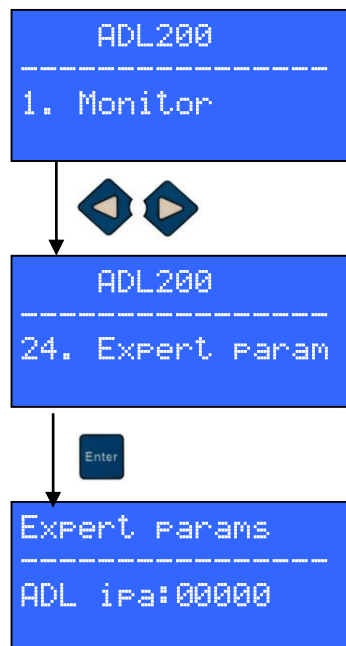 ADL200
1. Monitor
ADL200
24. Expert param
Enter
Expert params
ADL ipa:00000